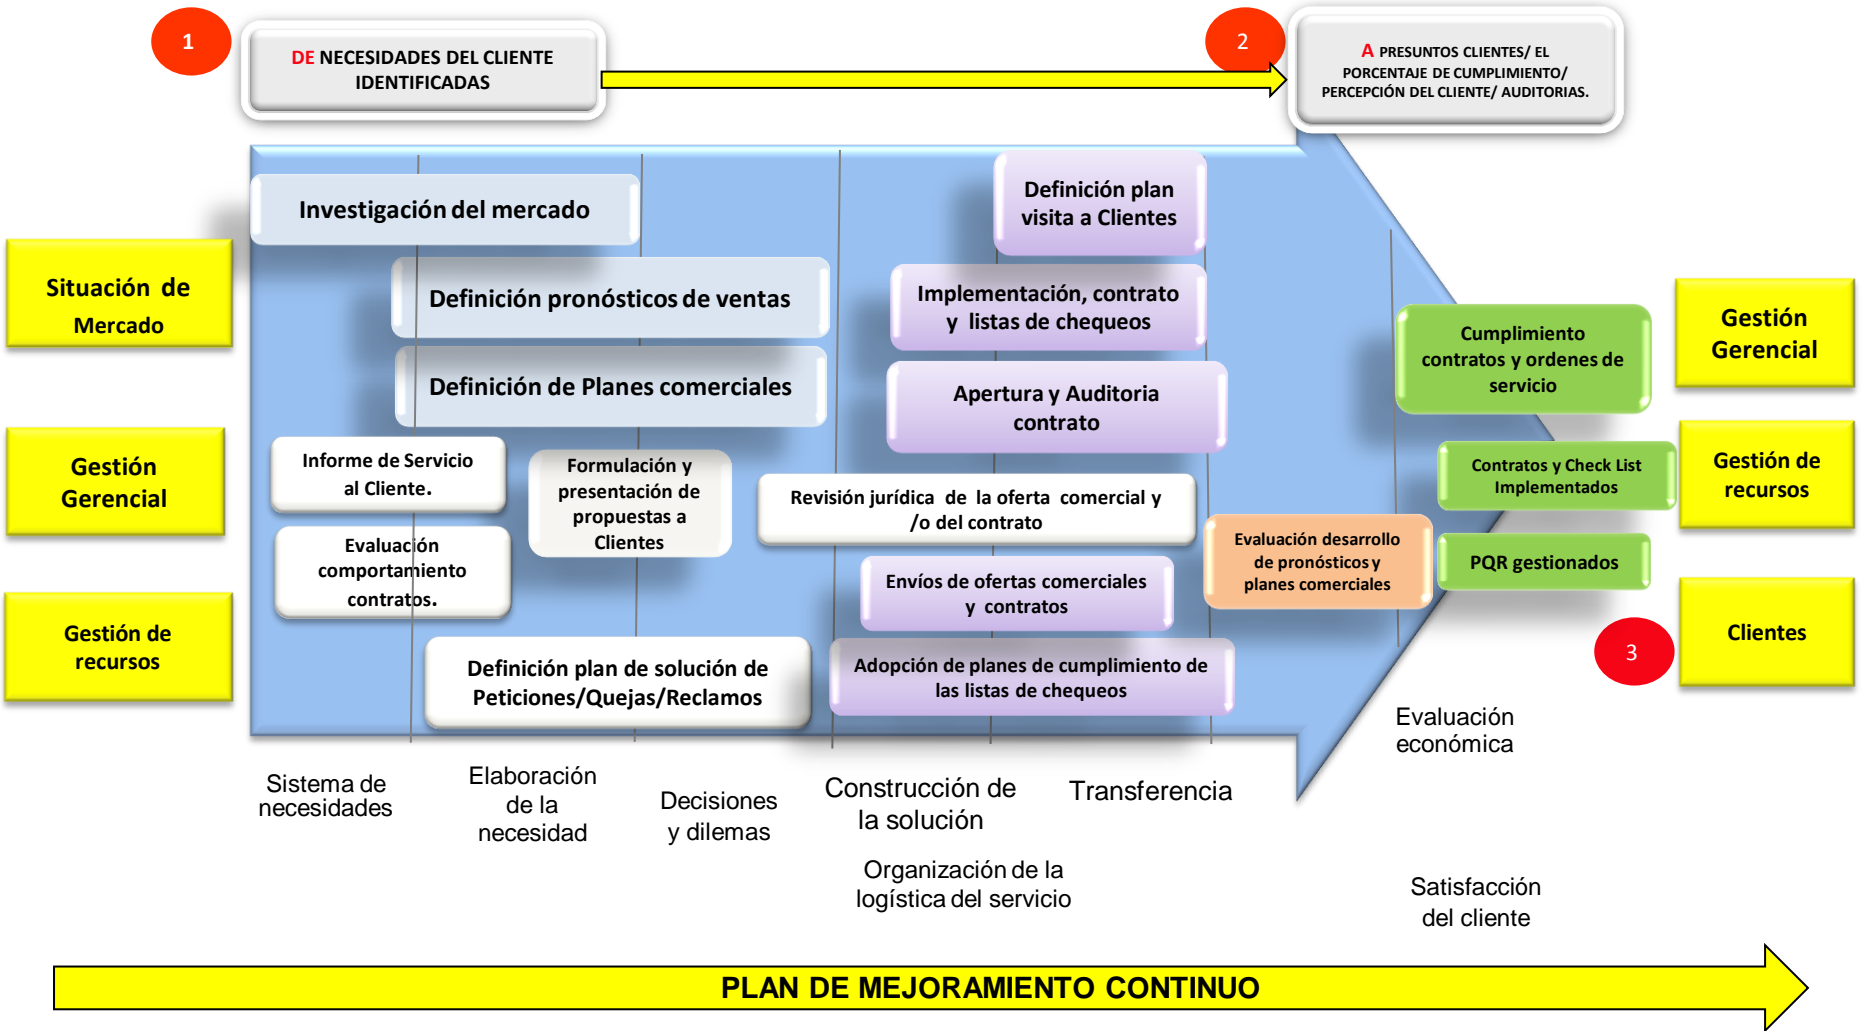 1
DE NECESIDADES DEL CLIENTE
IDENTIFICADAS
2
A PRESUNTOS CLIENTES/ EL
PORCENTAJE DE CUMPLIMIENTO/
PERCEPCIÓN DEL CLIENTE/ AUDITORIAS.
Situación de
Mercado
Gestión
Gerencial
Gestión de
recursos
Investigación del mercado
Definición pronósticos de ventas
Definición de Planes comerciales
Informe de Servicio
al Cliente.
Evaluación
comportamiento
contratos.
Formulación y
presentación de
propuestas a
Clientes
Definición plan de solución de
Peticiones/Quejas/Reclamos
Definición plan
visita a Clientes
Implementación, contrato
y listas de chequeos
Apertura y Auditoria
contrato
Revisión jurídica de la oferta comercial y
/o del contrato
Envíos de ofertas comerciales
y contratos
Adopción de planes de cumplimiento de
las listas de chequeos
Evaluación desarrollo
de pronósticos y
planes comerciales
Cumplimiento
contratos y ordenes de
servicio
Contratos y Check List
Implementados
PQR gestionados
3
Gestión
Gerencial
Gestión de
recursos
Clientes
Sistema de
necesidades
Elaboración
de la
necesidad
Decisiones
y dilemas
Construcción de
la solución
Transferencia
Evaluación
económica
Organización de la
logística del servicio
Satisfacción
del cliente
PLAN DE MEJORAMIENTO CONTINUO